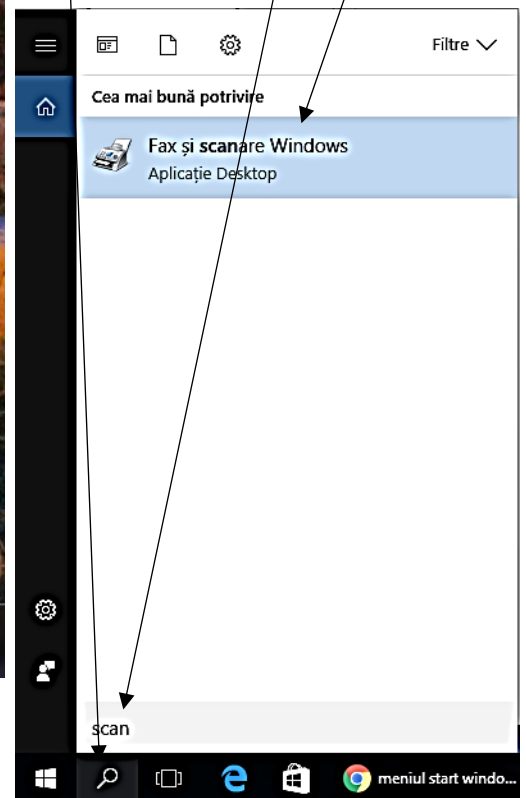 Filtre
Cea mai bună potrivire
Fax și scanare Windows
Aplicație Desktop
scan
meniul start windo...